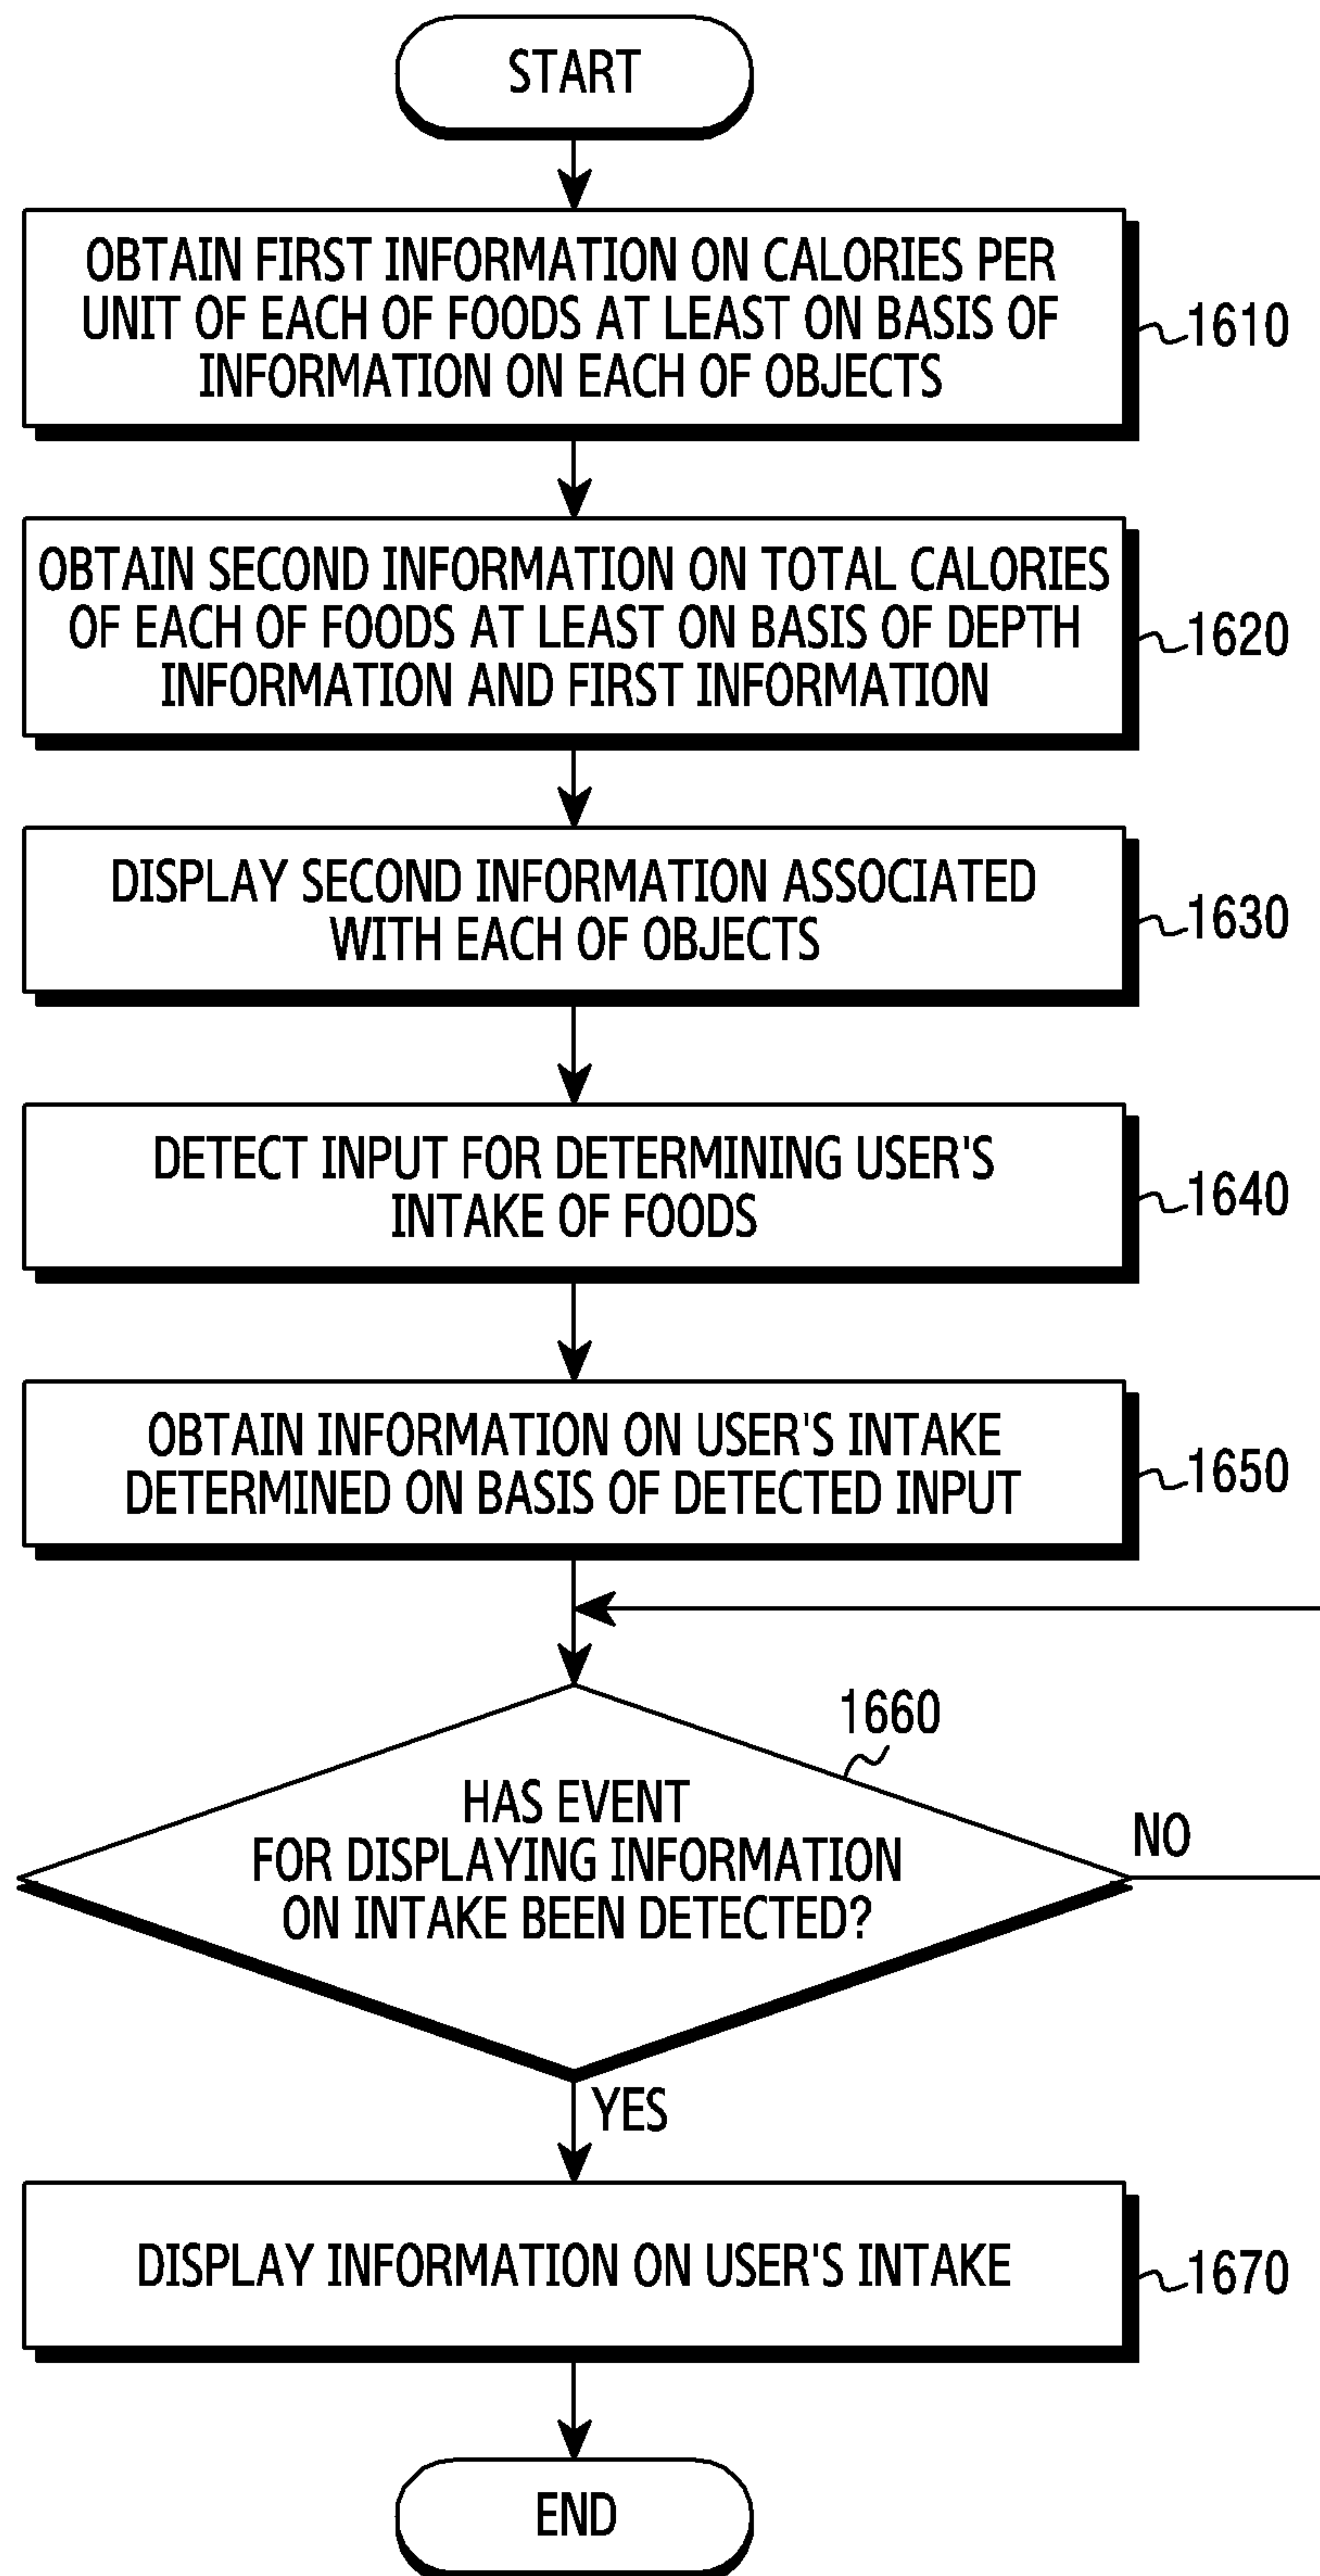 START
OBTAIN FIRST INFORMATION ON CALORIES PER
UNIT OF EACH OF FOODS AT LEAST ON BASIS OF
INFORMATION ON EACH OF OBJECTS
1610
OBTAIN SECOND INFORMATION ON TOTAL CALORIES
OF EACH OF FOODS AT LEAST ON BASIS OF DEPTH
INFORMATION AND FIRST INFORMATION
1620
DISPLAY SECOND INFORMATION ASSOCIATED
WITH EACH OF OBJECTS
1630
DETECT INPUT FOR DETERMINING USER'S
INTAKE OF FOODS
1640
OBTAIN INFORMATION ON USER'S INTAKE
DETERMINED ON BASIS OF DETECTED INPUT
1650
1660
HAS EVENT
FOR DISPLAYING INFORMATION
ON INTAKE BEEN DETECTED?
NO
YES
DISPLAY INFORMATION ON USER'S INTAKE
1670
END